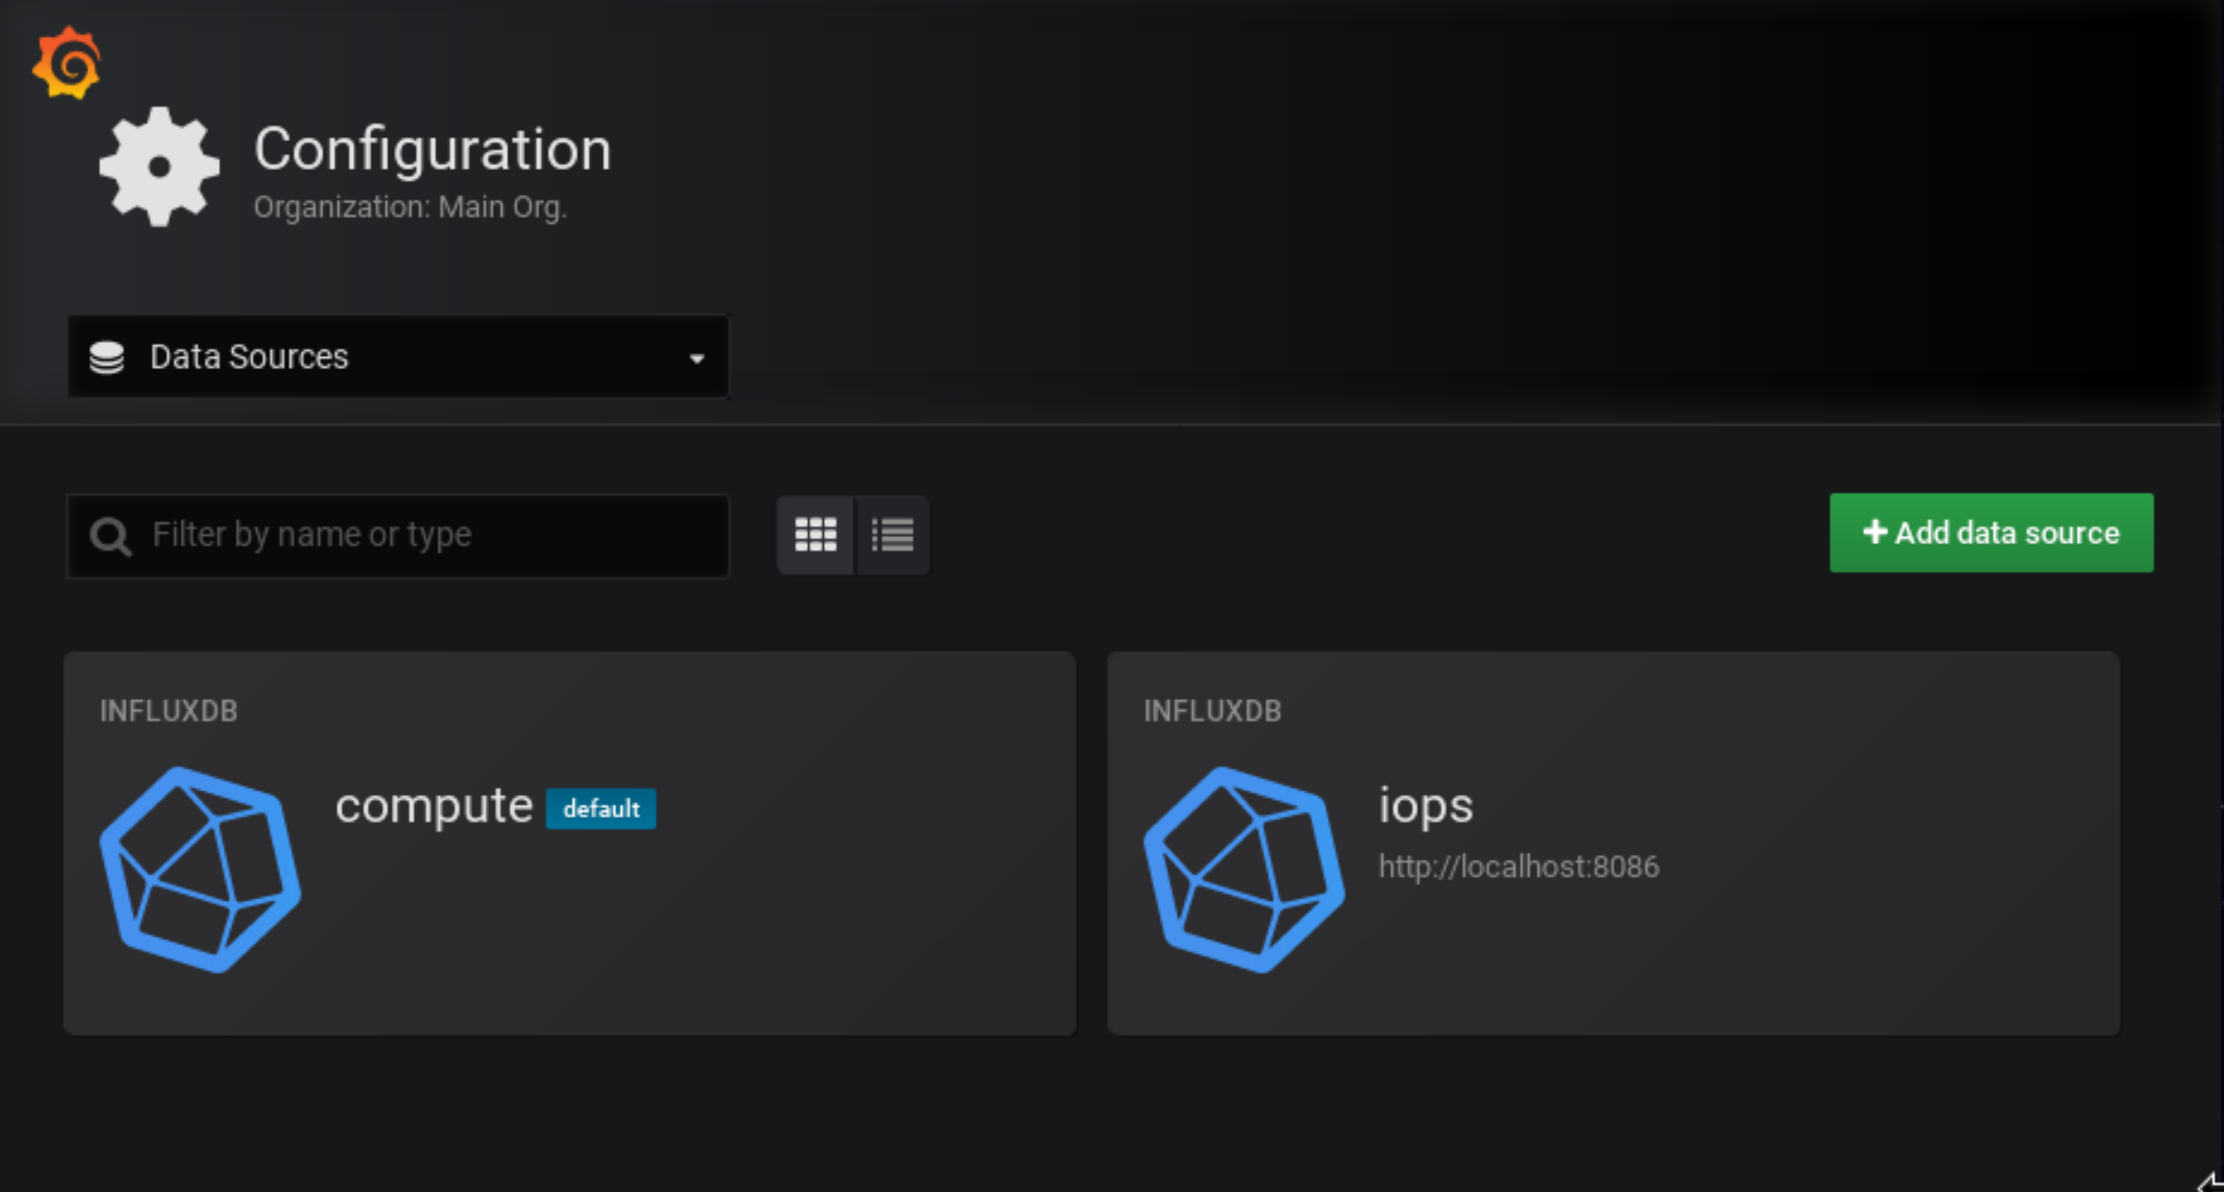 Configuration
Organization: Main Org.
Data Sources
Filter by name or type
Add data source
INFLUXDB
compute default
INFLUXDB
iops
http://localhost:8086